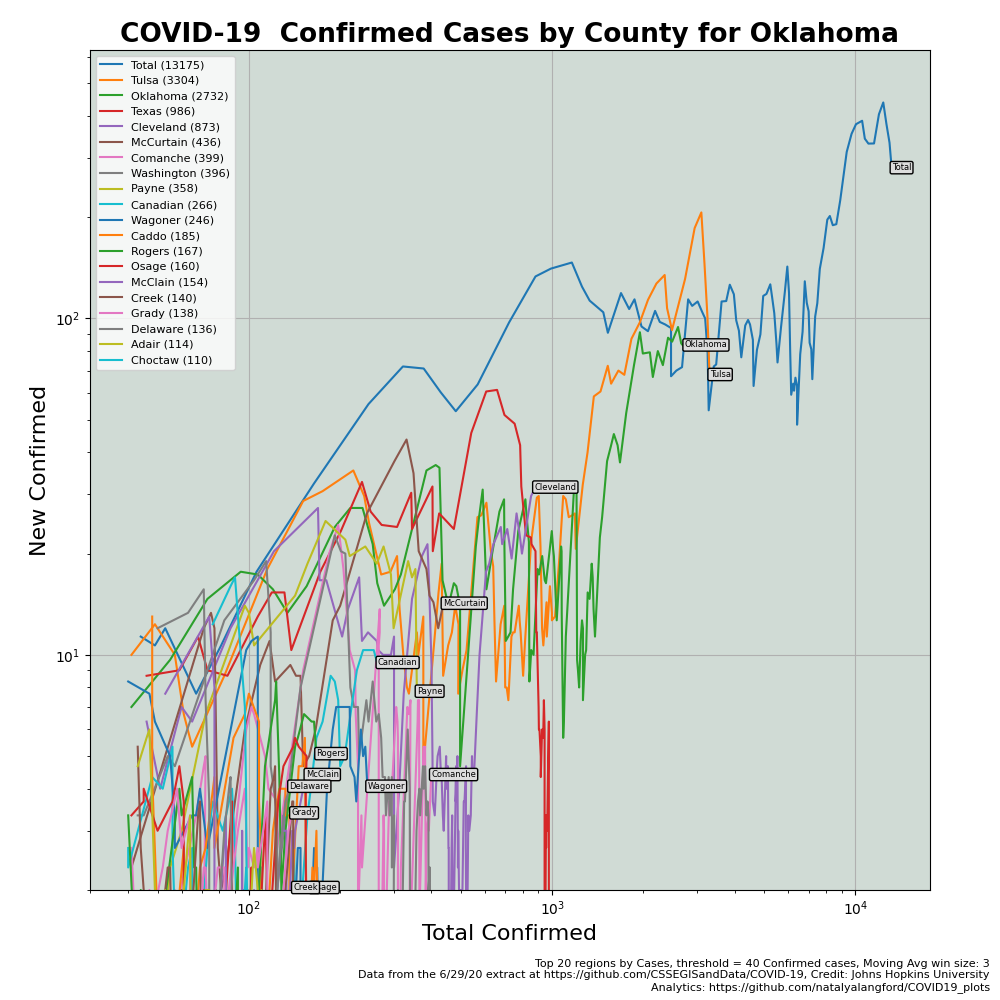 COVID-19  Confirmed Cases by County for Oklahoma
Total (13175)
Tulsa (3304)
Oklahoma (2732)
Texas (986)
Cleveland (873)
McCurtain (436)
Comanche (399)
Washington (396)
Payne (358)
Canadian (266)
Wagoner (246)
Caddo (185)
Rogers (167)
Osage (160)
McClain (154)
Creek (140)
Grady (138)
Delaware (136)
Adair (114)
Choctaw (110)
New Confirmed
10²
10¹
Total
Oklahoma
Tulsa
Cleveland
McCurtain
Canadian
Payne
Rogers
McClain
Comanche
Delaware
Wagoner
Grady
Creek
10²
10³
10⁴
Total Confirmed
Top 20 regions by Cases, threshold = 40 Confirmed cases, Moving Avg win size: 3
Data from the 6/29/20 extract at https://github.com/CSSEGISandData/COVID-19, Credit: Johns Hopkins University
Analytics: https://github.com/natalyalangford/COVID19_plots